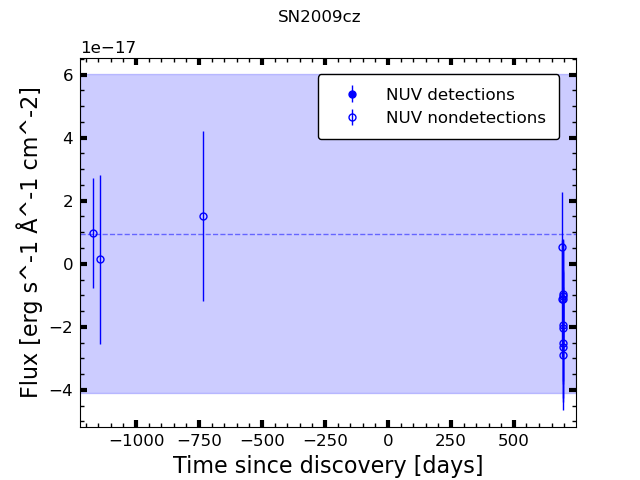 SN2009cz
1e−17
6
4
2
0
−2
−4
Flux [erg s^-1 Å^-1 cm^-2]
NUV detections
NUV nondetections
−1000 −750 −500 −250 0 250 500
Time since discovery [days]